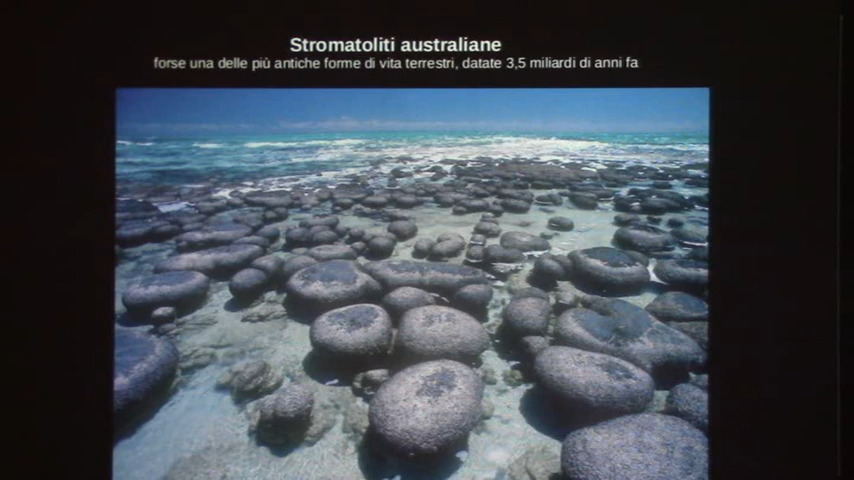 Stromatoliti australiane
forse una delle più antiche forme di vita terrestri, datate 3,5 miliardi di anni fa